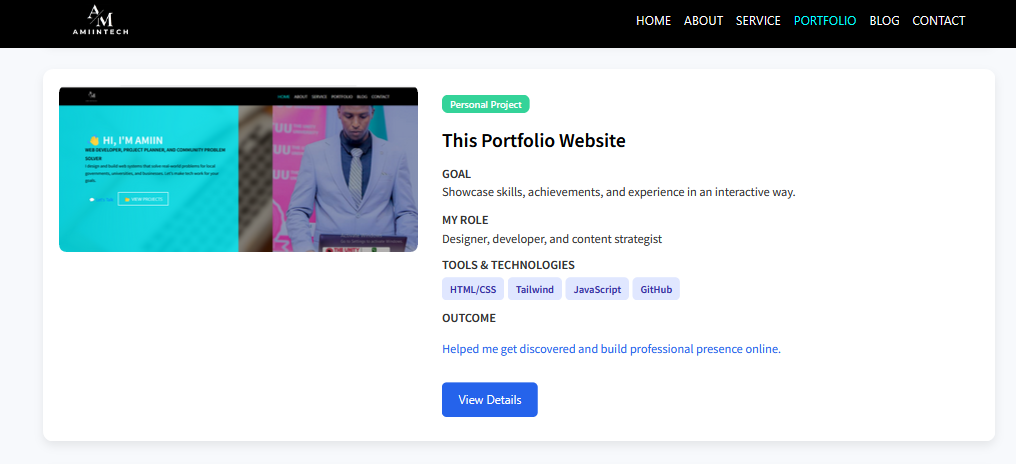 AM
AMIINTECH
HOME ABOUT SERVICE PORTFOLIO BLOG CONTACT
HOME ABOUT SERVICE PORTFOLIO BLOG CONTACT
👋 HI, I'M AMIIN
WEB DEVELOPER, PROJECT PLANNER, AND COMMUNITY PROBLEM
SOLVER
I design and build web systems that solve real-world problems for local
governments, universities, and businesses. Let's make tech work for your
goals.
VIEW PROJECTS
THE UNITY
Personal Project
This Portfolio Website
GOAL
Showcase skills, achievements, and experience in an interactive way.
MY ROLE
Designer, developer, and content strategist
TOOLS & TECHNOLOGIES
HTML/CSS Tailwind JavaScript GitHub
OUTCOME
Helped me get discovered and build professional presence online.
View Details